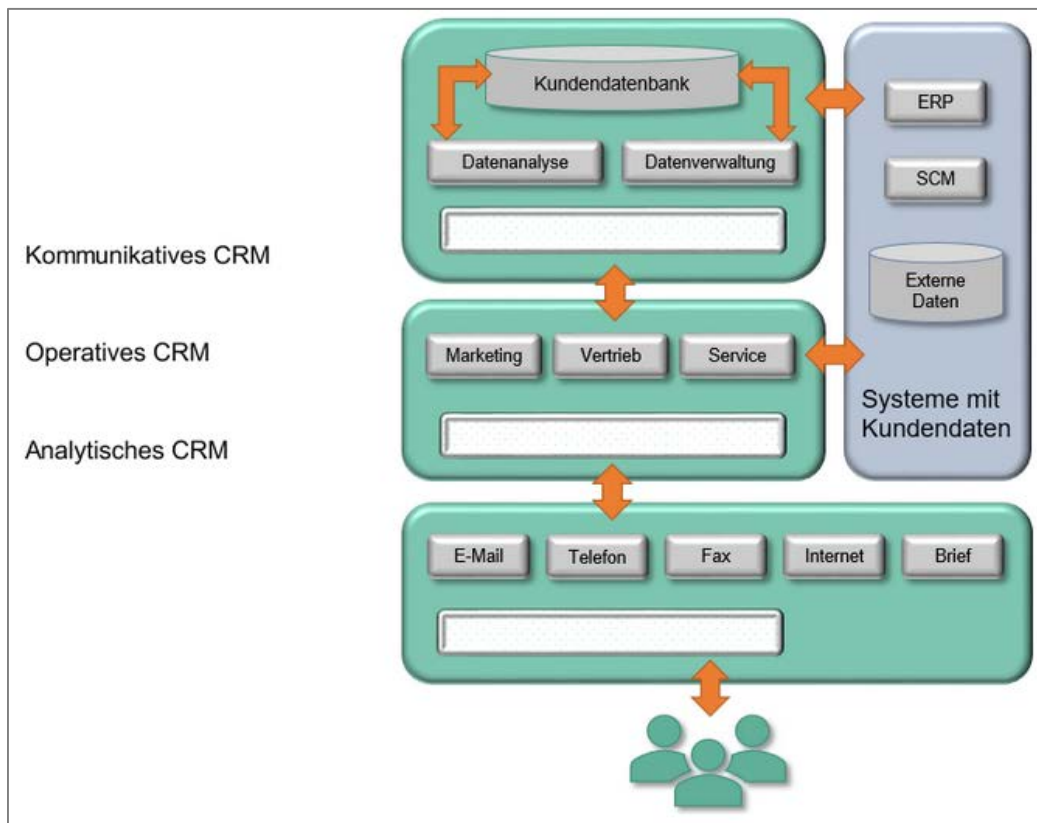 Kundendatenbank
Datenanalyse
Datenverwaltung
ERP
SCM
Externe
Daten
Systeme mit
Kundendaten
Kommunikatives CRM
Operatives CRM
Analytisches CRM
Marketing
Vertrieb
Service
E-Mail
Telefon
Fax
Internet
Brief